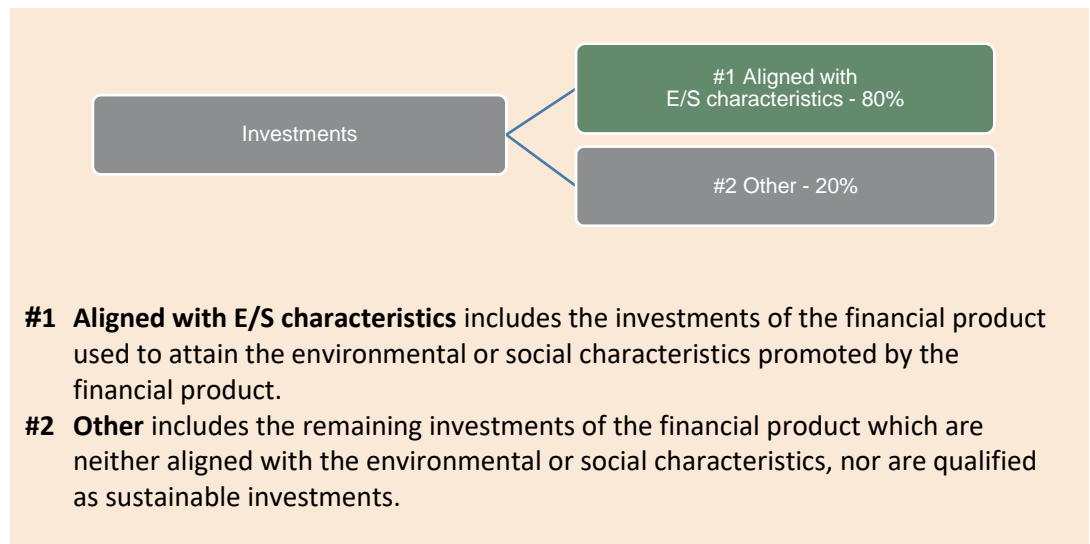 #1 Aligned with
E/S characteristics - 80%
Investments
#2 Other - 20%
#1 Aligned with E/S characteristics includes the investments of the financial product
used to attain the environmental or social characteristics promoted by the
financial product.
#2 Other includes the remaining investments of the financial product which are
neither aligned with the environmental or social characteristics, nor are qualified
as sustainable investments.